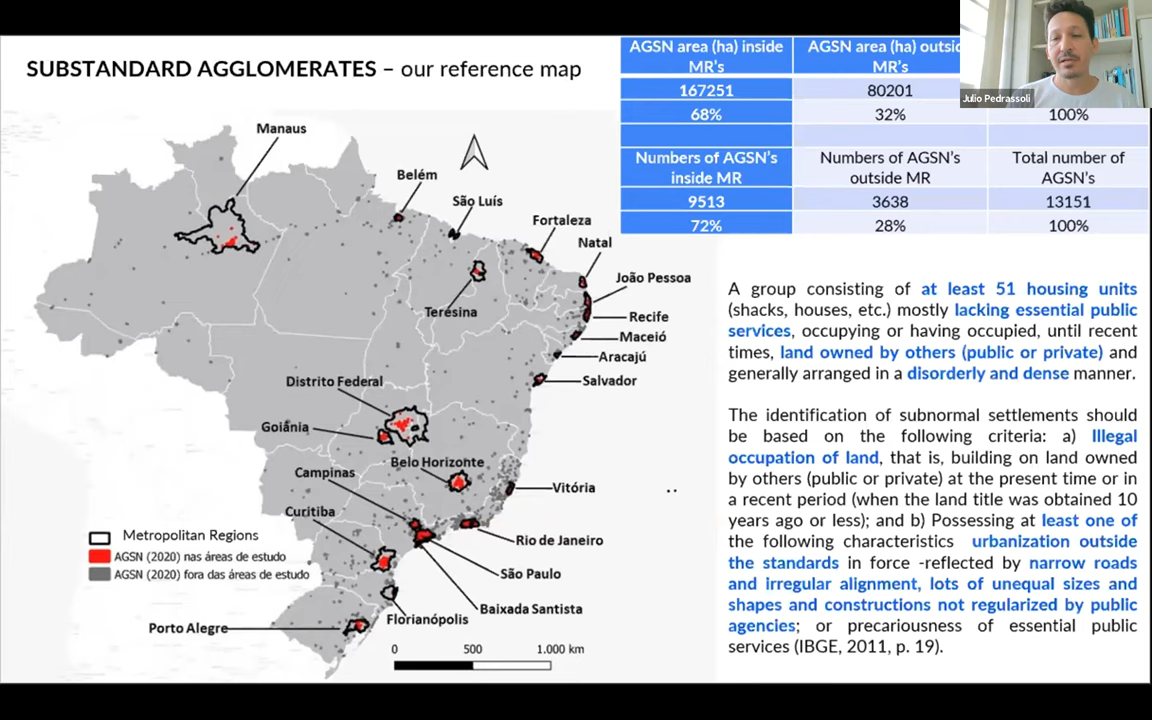 SUBSTANDARD AGGLOMERATES – our reference map
AGSN area (ha) inside
MR's
AGSN area (ha)
MR's
167251
80201
68%
32%
100%
Numbers of AGSN's
inside MR
Numbers of AGSN's
outside MR
Total number of
AGSN's
9513
3638
13151
72%
28%
100%
Julio Pedrassoli
Manaus
Belém
São Luís
Fortaleza
Natal
João Pessoa
Teresina
Recife
Maceió
Aracajú
Salvador
Distrito Federal
Goiânia
Belo Horizonte
Campinas
Vitória
Curitiba
Rio de Janeiro
São Paulo
Baixada Santista
Florianópolis
Porto Alegre
Metropolitan Regions
AGSN (2020) nas áreas de estudo
AGSN (2020) fora das áreas de estudo
0 500 1.000 km
A group consisting of at least 51 housing units
(shacks, houses, etc.) mostly lacking essential public
services, occupying or having occupied, until recent
times, land owned by others (public or private) and
generally arranged in a disorderly and dense manner.
The identification of subnormal settlements should
be based on the following criteria: a) Illegal
occupation of land, that is, building on land owned
by others (public or private) at the present time or in
a recent period (when the land title was obtained 10
years ago or less); and b) Possessing at least one of
the following characteristics urbanization outside
the standards in force -reflected by narrow roads
and irregular alignment, lots of unequal sizes and
shapes and constructions not regularized by public
agencies; or precariousness of essential public
services (IBGE, 2011, p. 19).